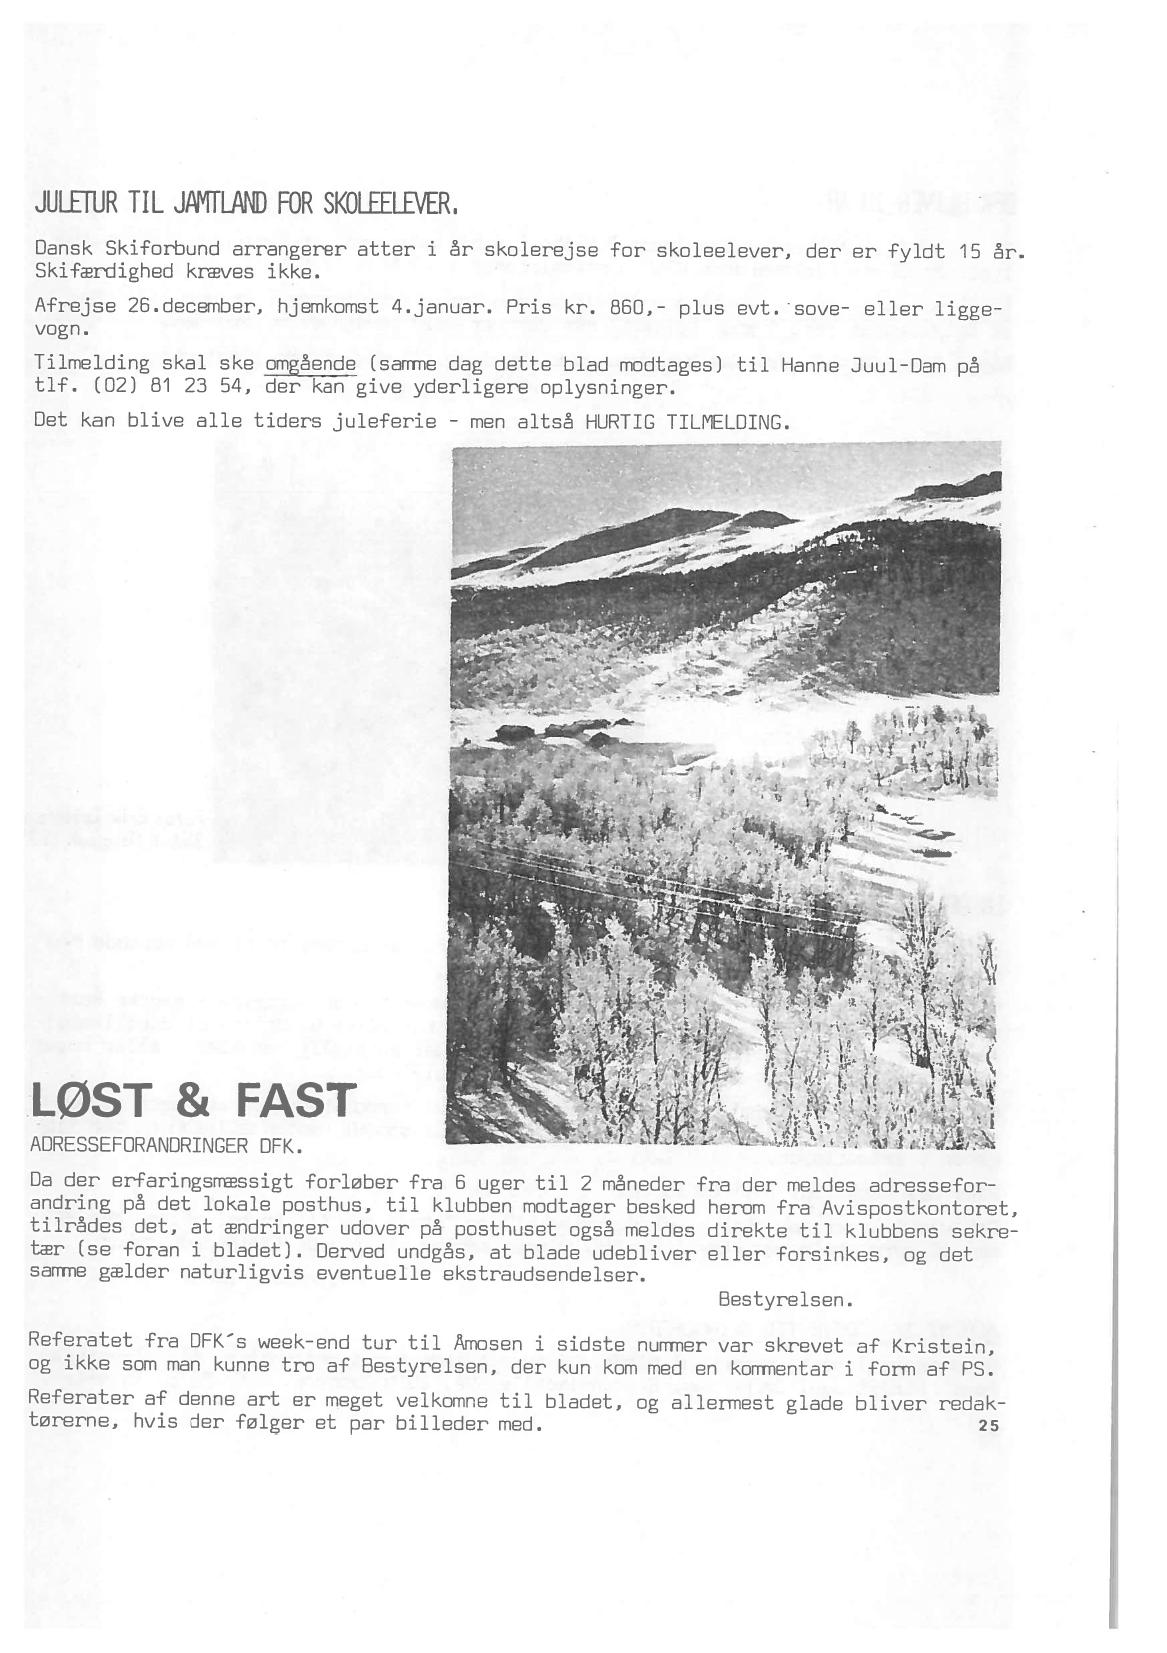 JULETUR TIL JAMTLAND FOR SKOLEELEVER.
Dansk Skiforbund arrangerer atter i år skolerejse for skoleelever, der er fyldt 15 år.
Skifærdighed kræves ikke.
Afrejse 26.december, hjemkomst 4.januar. Pris kr. 860,- plus evt. sove- eller ligge-
vogn.
Tilmelding skal ske omgående (samme dag dette blad modtages) til Hanne Juul-Dam på
tlf. (02) 81 23 54, der kan give yderligere oplysninger.
Det kan blive alle tiders juleferie - men altså HURTIG TILMELDING.
LØST & FAST
ADRESSEFORANDRINGER DFK.
Da der erfaringsmæssigt forløber fra 6 uger til 2 måneder fra der meldes adressefor-
andring på det lokale posthus, til klubben modtager besked herom fra Avispostkontoret,
tilrådes det, at ændringer udover på posthuset også meldes direkte til klubbens sekre-
tær (se foran i bladet). Derved undgås, at blade udebliver eller forsinkes, og det
samme gælder naturligvis eventuelle ekstraudsendelser.
Bestyrelsen.
Referatet fra DFK´s week-end tur til Åmosen i sidste nummer var skrevet af Kristein,
og ikke som man kunne tro af Bestyrelsen, der kun kom med en kommentar i form af PS.
Referater af denne art er meget velkomne til bladet, og allermest glade bliver redak-
tørerne, hvis der følger et par billeder med.
25